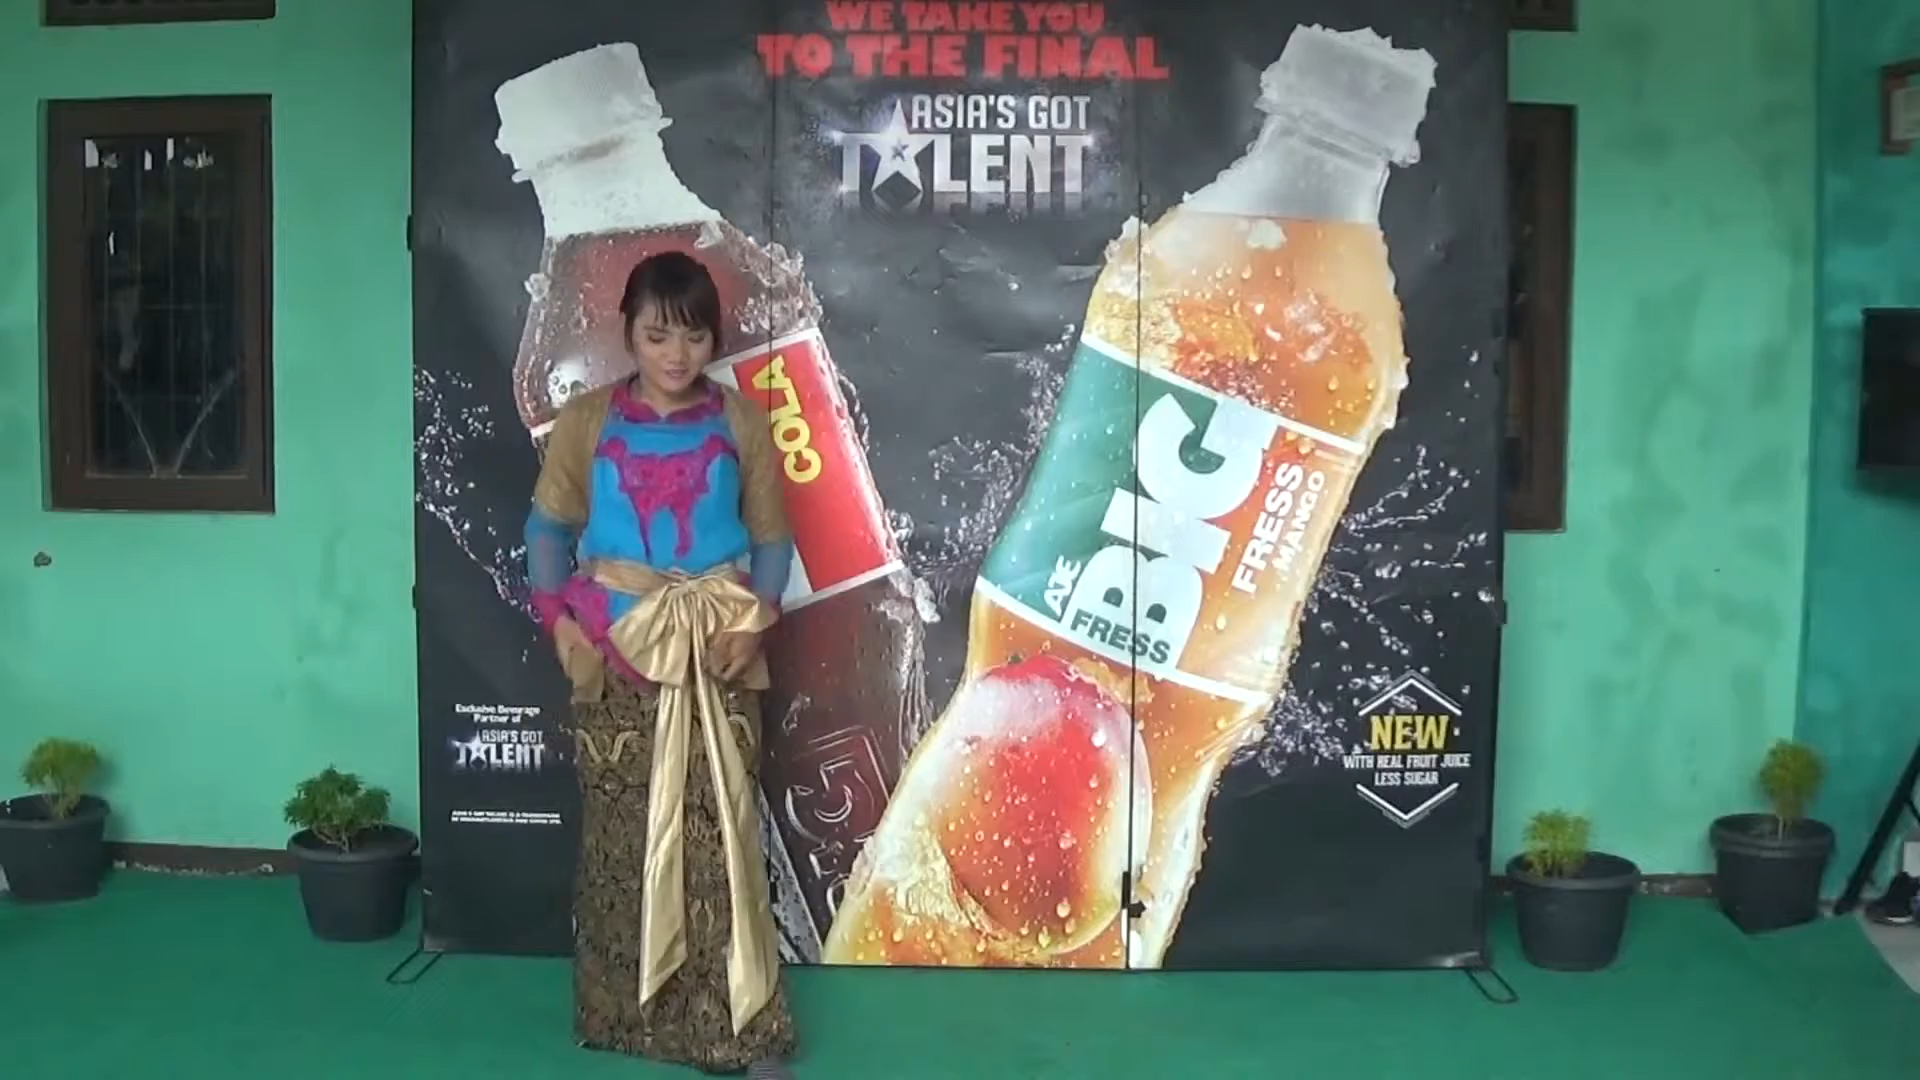 WE TAKE YOU
TO THE FINAL
ASIA'S GOT
TALENT
COLA
AJE
BIG
FRESS
FRESS
MANGO
Exclusive Beverage
Partner of
ASIA'S GOT
TALENT
NEW
WITH REAL FRUIT JUICE
LESS SUGAR